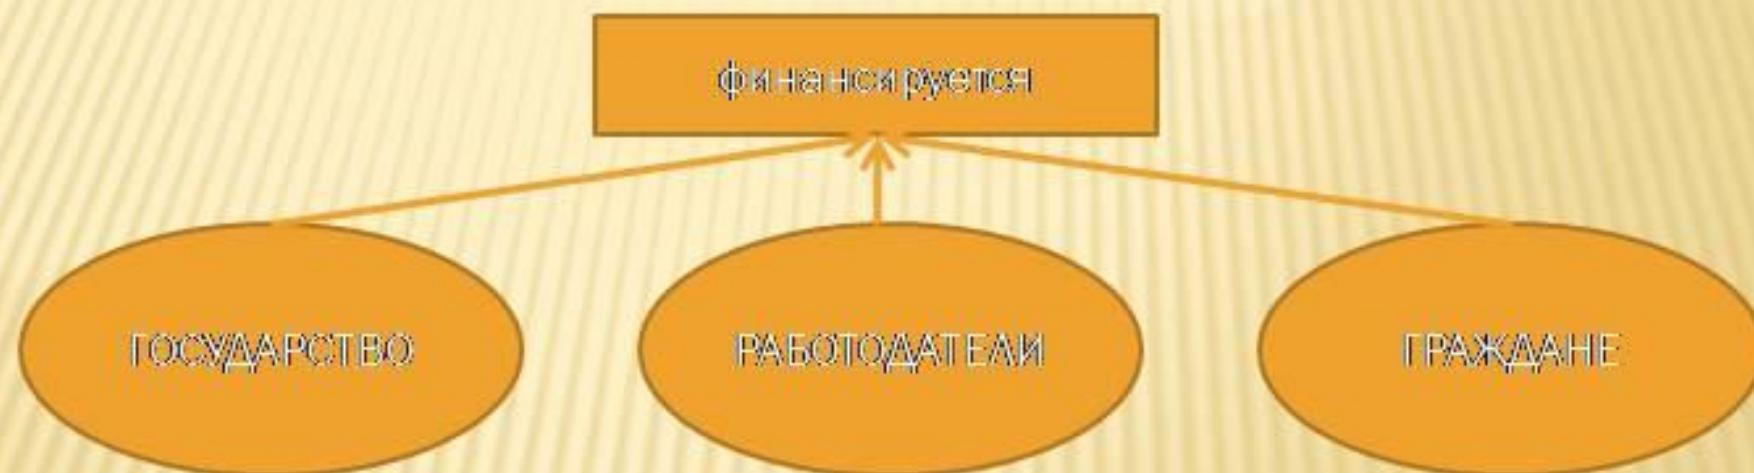 финансируется
ГОСУДАРСТВО
РАБОТОДАТЕЛИ
ГРАЖДАНЕ